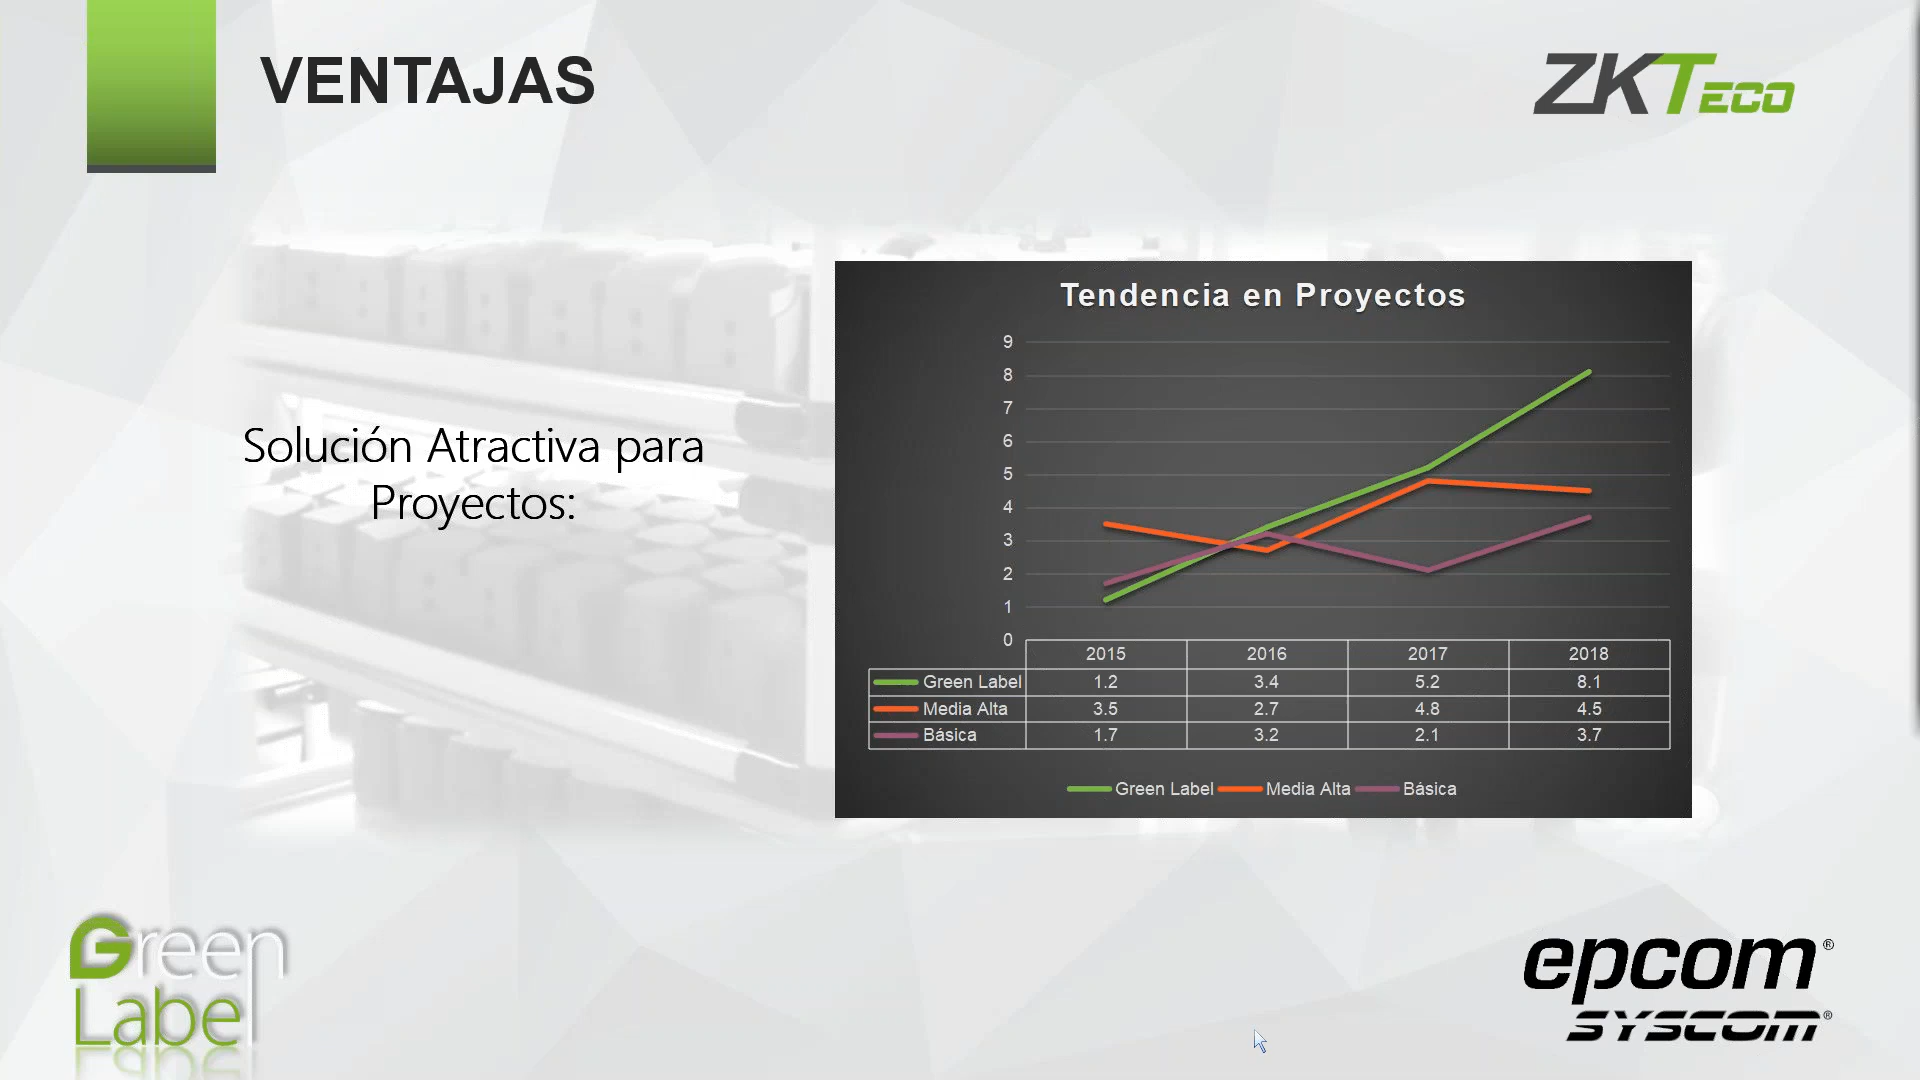 VENTAJAS
ZKTECO
Solución Atractiva para
Proyectos:
Tendencia en Proyectos
9
8
7
6
5
4
3
2
1
0
2015 2016 2017 2018
Green Label 1.2 3.4 5.2 8.1
Media Alta 3.5 2.7 4.8 4.5
Básica 1.7 3.2 2.1 3.7
Green Label Media Alta Básica
Green
Label
epcom®
SYSCOM®